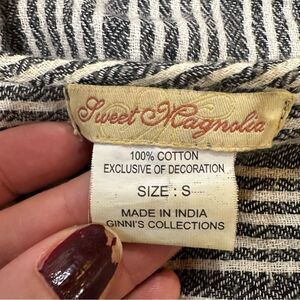 Sweet Magnolia
100% COTTON
EXCLUSIVE OF DECORATION
SIZE : S
MADE IN INDIA
GINNI'S COLLECTIONS